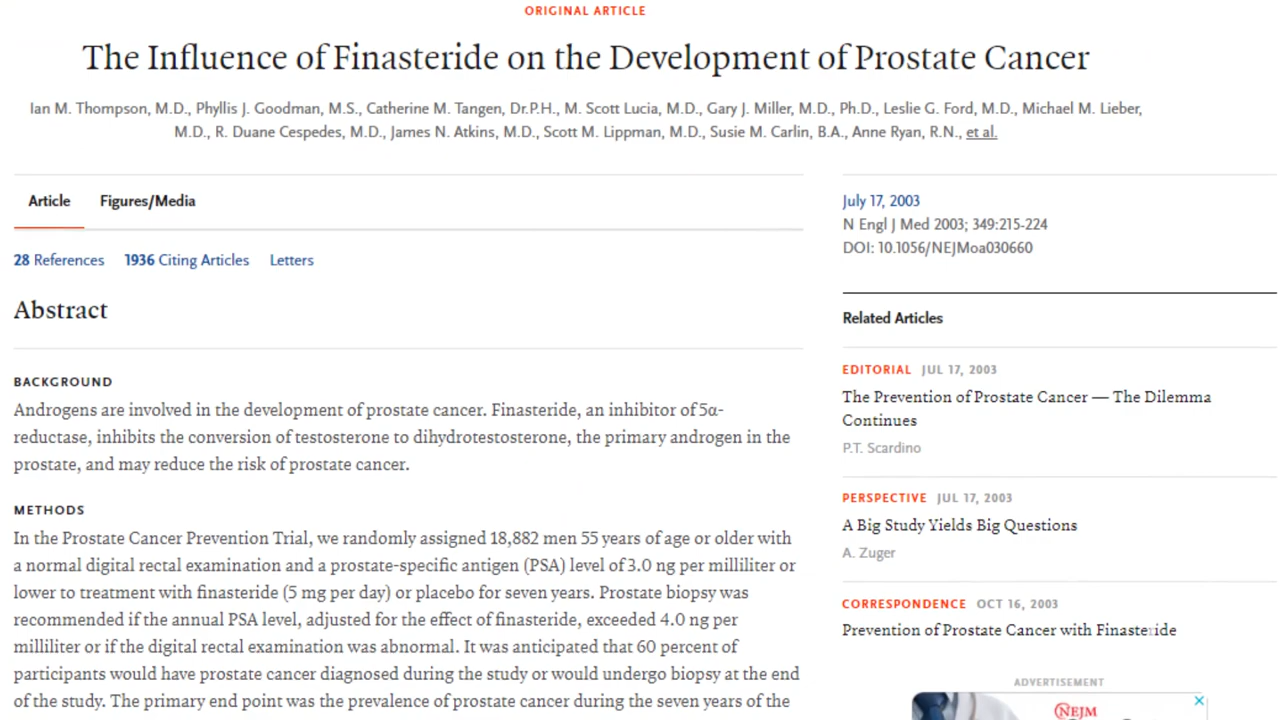 ORIGINAL ARTICLE
The Influence of Finasteride on the Development of Prostate Cancer
Ian M. Thompson, M.D., Phyllis J. Goodman, M.S., Catherine M. Tangen, Dr.P.H., M. Scott Lucia, M.D., Gary J. Miller, M.D., Ph.D., Leslie G. Ford, M.D., Michael M. Lieber,
M.D., R. Duane Cespedes, M.D., James N. Atkins, M.D., Scott M. Lippman, M.D., Susie M. Carlin, B.A., Anne Ryan, R.N., et al.
Article Figures/Media
28 References 1936 Citing Articles Letters
Abstract
BACKGROUND
Androgens are involved in the development of prostate cancer. Finasteride, an inhibitor of 5α-
reductase, inhibits the conversion of testosterone to dihydrotestosterone, the primary androgen in the
prostate, and may reduce the risk of prostate cancer.
METHODS
In the Prostate Cancer Prevention Trial, we randomly assigned 18,882 men 55 years of age or older with
a normal digital rectal examination and a prostate-specific antigen (PSA) level of 3.0 ng per milliliter or
lower to treatment with finasteride (5 mg per day) or placebo for seven years. Prostate biopsy was
recommended if the annual PSA level, adjusted for the effect of finasteride, exceeded 4.0 ng per
milliliter or if the digital rectal examination was abnormal. It was anticipated that 60 percent of
participants would have prostate cancer diagnosed during the study or would undergo biopsy at the end
of the study. The primary end point was the prevalence of prostate cancer during the seven years of the
July 17, 2003
N Engl J Med 2003; 349:215-224
DOI: 10.1056/NEJMoa030660
Related Articles
EDITORIAL JUL 17, 2003
The Prevention of Prostate Cancer — The Dilemma
Continues
P.T. Scardino
PERSPECTIVE JUL 17, 2003
A Big Study Yields Big Questions
A. Zuger
CORRESPONDENCE OCT 16, 2003
Prevention of Prostate Cancer with Finasteride
ADVERTISEMENT
NEJM